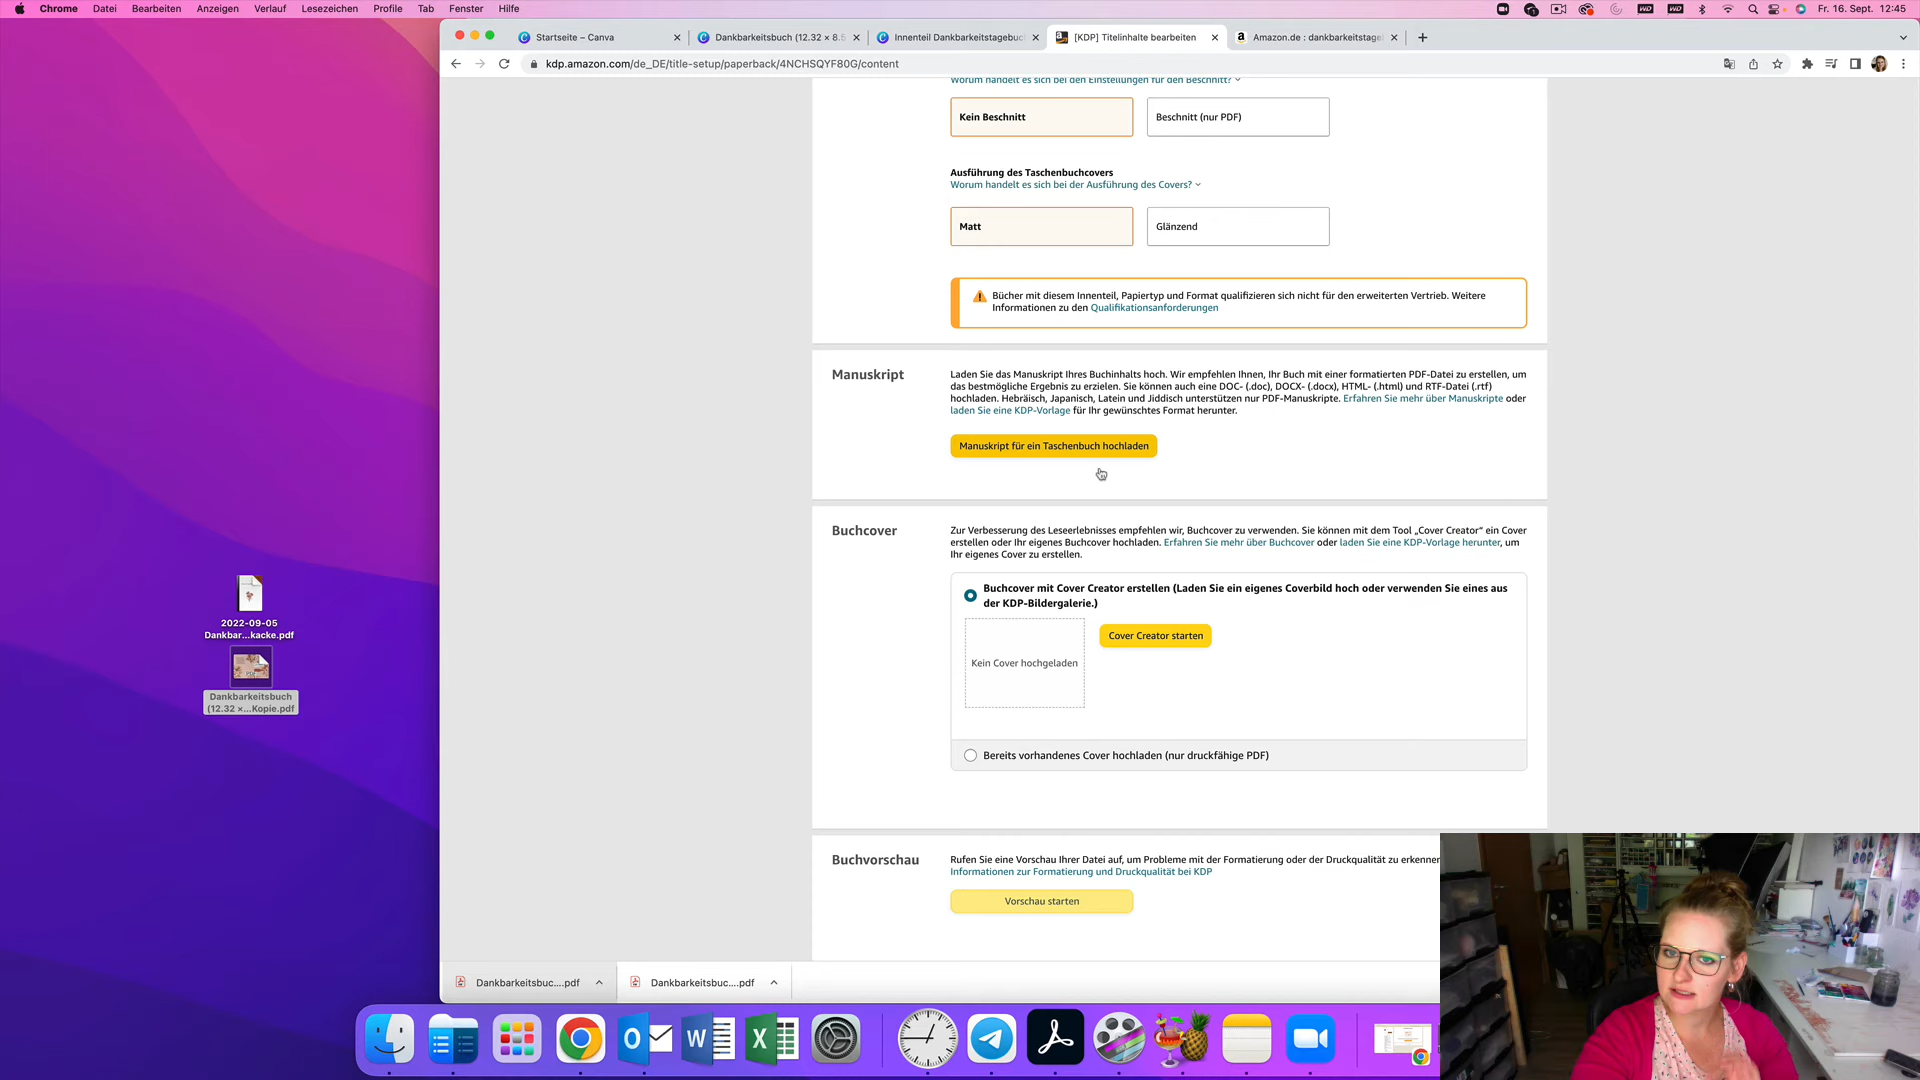 Chrome Datei Bearbeiten Anzeigen Verlauf Lesezeichen Profile Tab Fenster Hilfe
Fr. 16. Sept. 12:45
Startseite – Canva
Dankbarkeitsbuch (12.32 × 8.5
Innenteil Dankbarkeitstagebuc
[KDP] Titelinhalte bearbeiten
Amazon.de : dankbarkeitstage
kdp.amazon.com/de_DE/title-setup/paperback/4NCHSQYF80G/content
Worum handelt es sich bei den Einstellungen für den Beschnitt?
Kein Beschnitt
Beschnitt (nur PDF)
Ausführung des Taschenbuchcovers
Worum handelt es sich bei der Ausführung des Covers?
Matt
Glänzend
Bücher mit diesem Innenteil, Papiertyp und Format qualifizieren sich nicht für den erweiterten Vertrieb. Weitere
Informationen zu den Qualifikationsanforderungen
Manuskript
Laden Sie das Manuskript Ihres Buchinhalts hoch. Wir empfehlen Ihnen, Ihr Buch mit einer formatierten PDF-Datei zu erstellen, um
das bestmögliche Ergebnis zu erzielen. Sie können auch eine DOC- (.doc), DOCX- (.docx), HTML- (.html) und RTF-Datei (.rtf)
hochladen. Hebräisch, Japanisch, Latein und Jiddisch unterstützen nur PDF-Manuskripte. Erfahren Sie mehr über Manuskripte oder
laden Sie eine KDP-Vorlage für Ihr gewünschtes Format herunter.
Manuskript für ein Taschenbuch hochladen
Buchcover
Zur Verbesserung des Leseerlebnisses empfehlen wir, Buchcover zu verwenden. Sie können mit dem Tool „Cover Creator“ ein Cover
erstellen oder Ihr eigenes Buchcover hochladen. Erfahren Sie mehr über Buchcover oder laden Sie eine KDP-Vorlage herunter, um
Ihr eigenes Cover zu erstellen.
Buchcover mit Cover Creator erstellen (Laden Sie ein eigenes Coverbild hoch oder verwenden Sie eines aus
der KDP-Bildergalerie.)
Cover Creator starten
Kein Cover hochgeladen
Bereits vorhandenes Cover hochladen (nur druckfähige PDF)
Buchvorschau
Rufen Sie eine Vorschau Ihrer Datei auf, um Probleme mit der Formatierung oder der Druckqualität zu erkennen
Informationen zur Formatierung und Druckqualität bei KDP
Vorschau starten
2022-09-05
Dankbar...kacke.pdf
Dankbarkeitsbuch
(12.32 ×...Kopie.pdf
Dankbarkeitsbuc....pdf
Dankbarkeitsbuc....pdf